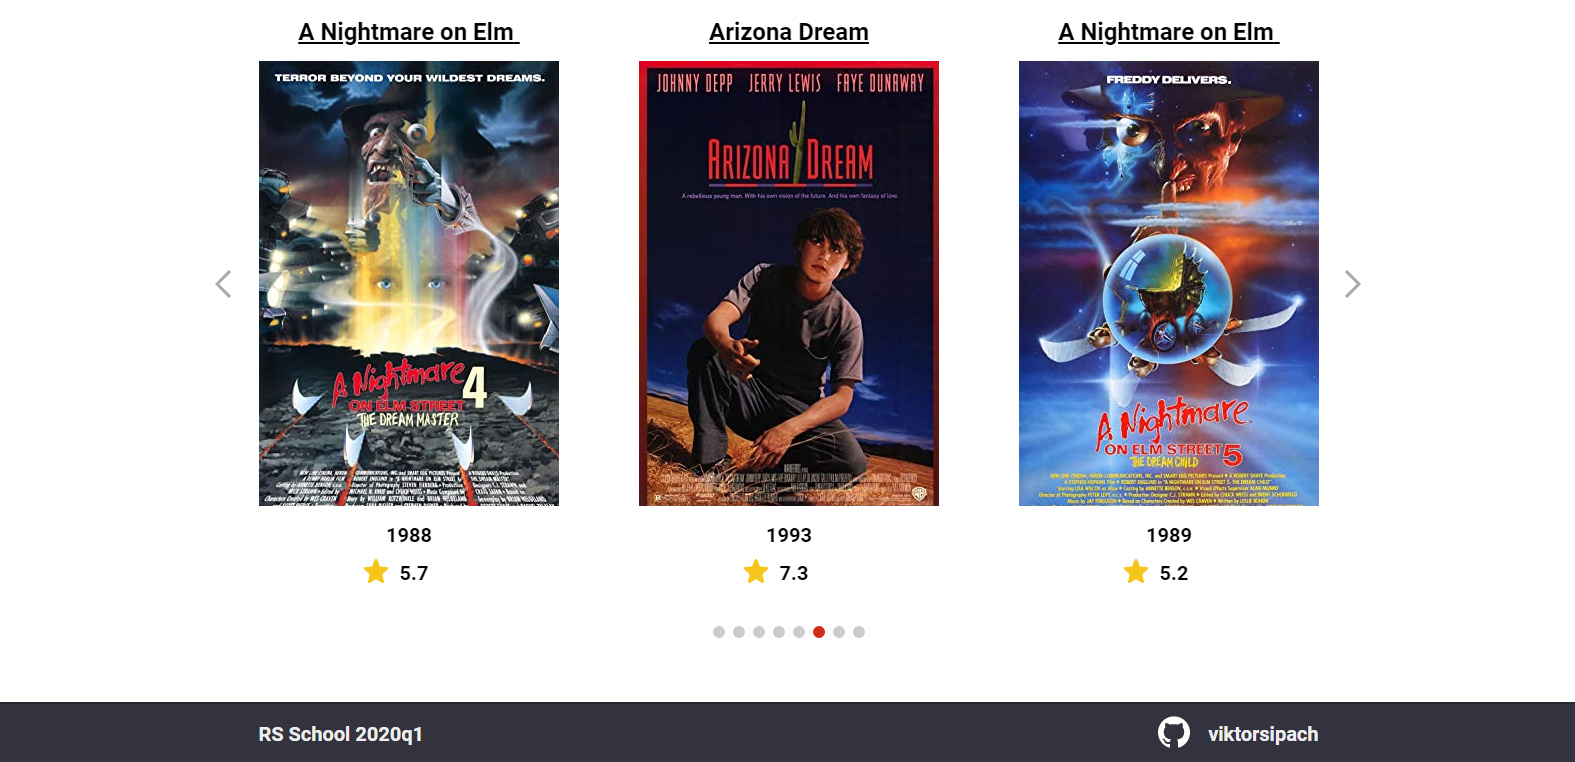 A Nightmare on Elm
Arizona Dream
A Nightmare on Elm
TERROR BEYOND YOUR WILDEST DREAMS.
A Nightmare 4
ON ELM STREET
THE DREAM MASTER
JOHNNY DEPP JERRY LEWIS FAYE DUNAWAY
ARIZONA DREAM
A rebellious young man. With his own vision of the future. And his own fantasy of love.
R
FREDDY DELIVERS.
A Nightmare
ON ELM STREET 5
THE DREAM CHILD
1988
1993
1989
5.7
7.3
5.2
RS School 2020q1
viktorsipach